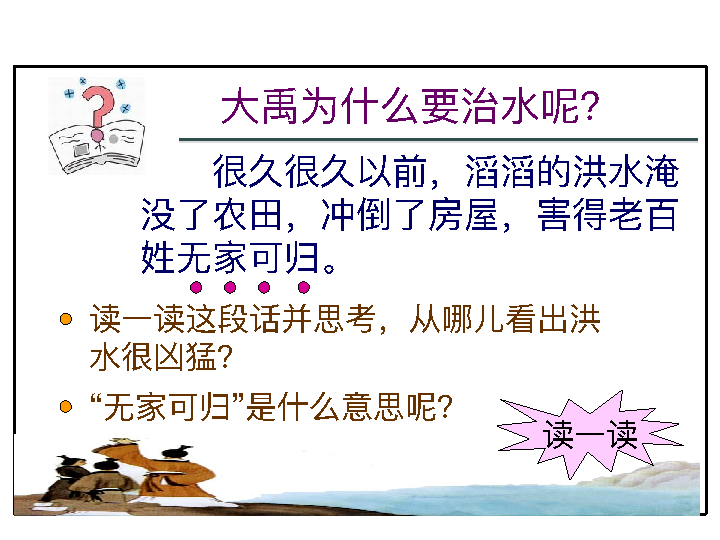 大禹为什么要治水呢?
很久很久以前，滔滔的洪水淹
没了农田，冲倒了房屋，害得老百
姓无家可归。
读一读这段话并思考，从哪儿看出洪
水很凶猛?
“无家可归”是什么意思呢?
读一读